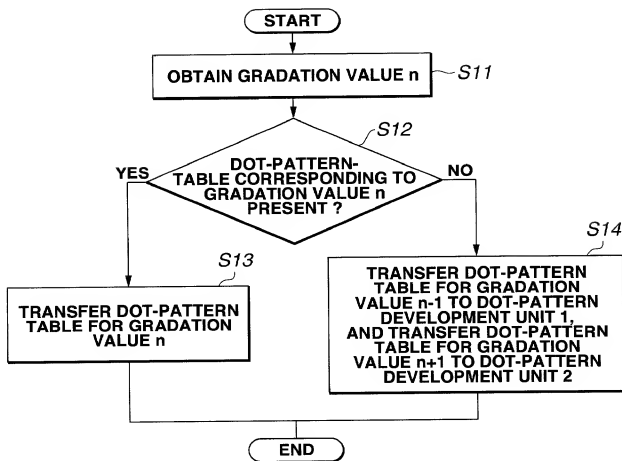 START
OBTAIN GRADATION VALUE n
S11
S12
DOT-PATTERN-
TABLE CORRESPONDING TO
GRADATION VALUE n
PRESENT ?
YES
NO
S13
TRANSFER DOT-PATTERN
TABLE FOR GRADATION
VALUE n
S14
TRANSFER DOT-PATTERN
TABLE FOR GRADATION
VALUE n-1 TO DOT-PATTERN
DEVELOPMENT UNIT 1,
AND TRANSFER DOT-PATTERN
TABLE FOR GRADATION
VALUE n+1 TO DOT-PATTERN
DEVELOPMENT UNIT 2
END